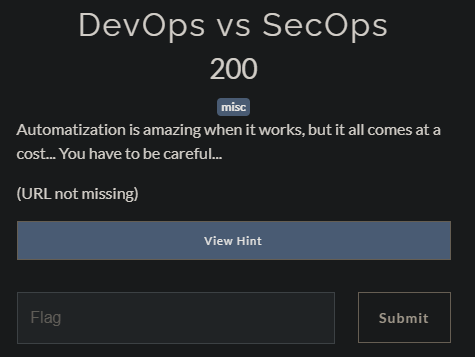 DevOps vs SecOps
200
misc
Automatization is amazing when it works, but it all comes at a
cost... You have to be careful...
(URL not missing)
View Hint
Flag
Submit